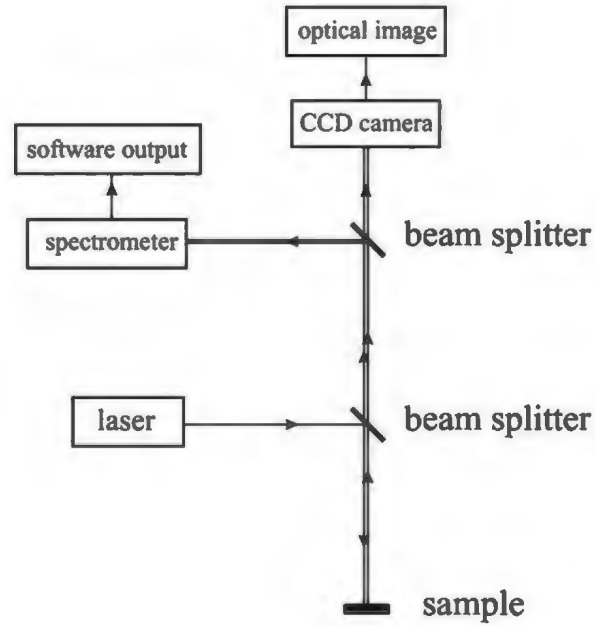 optical image
CCD camera
software output
spectrometer
beam splitter
laser
beam splitter
sample